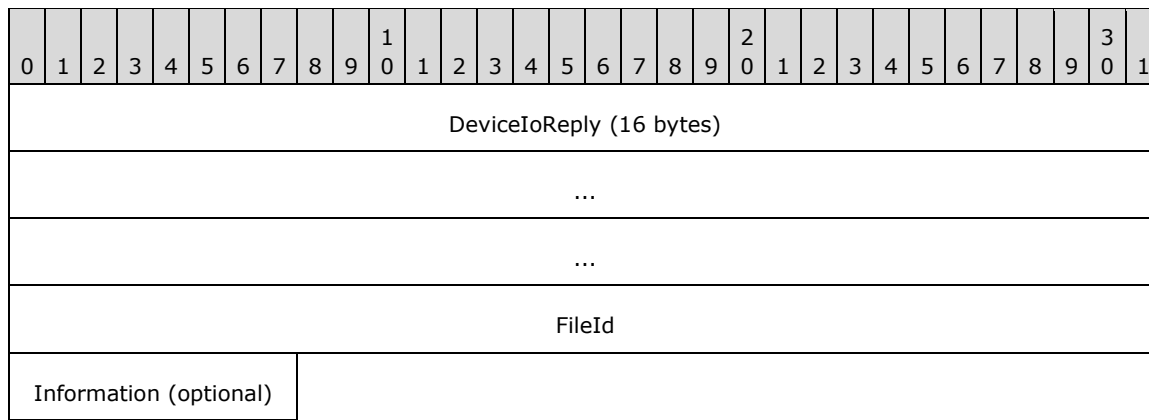 1 2 3
0 1 2 3 4 5 6 7 8 9 0 1 2 3 4 5 6 7 8 9 0 1 2 3 4 5 6 7 8 9 0 1
DeviceIoReply (16 bytes)
...
...
FileId
Information (optional)